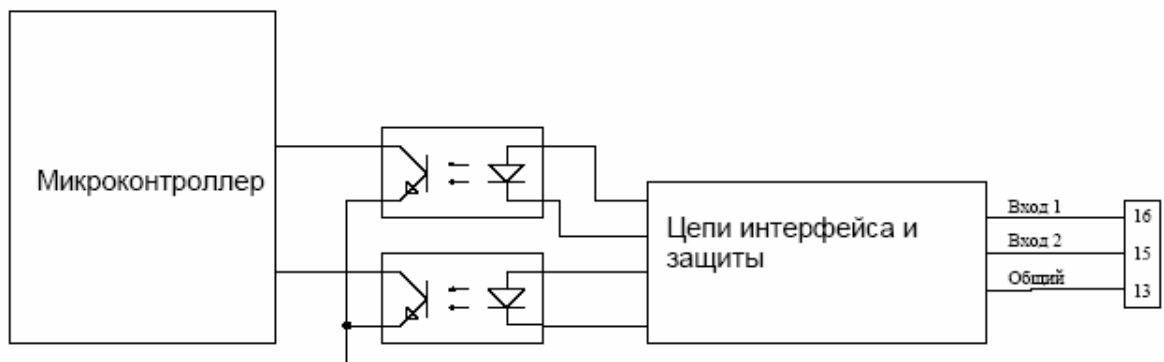 Микроконтроллер
Цепи интерфейса и
защиты
Вход 1
16
Вход 2
15
Общий
13